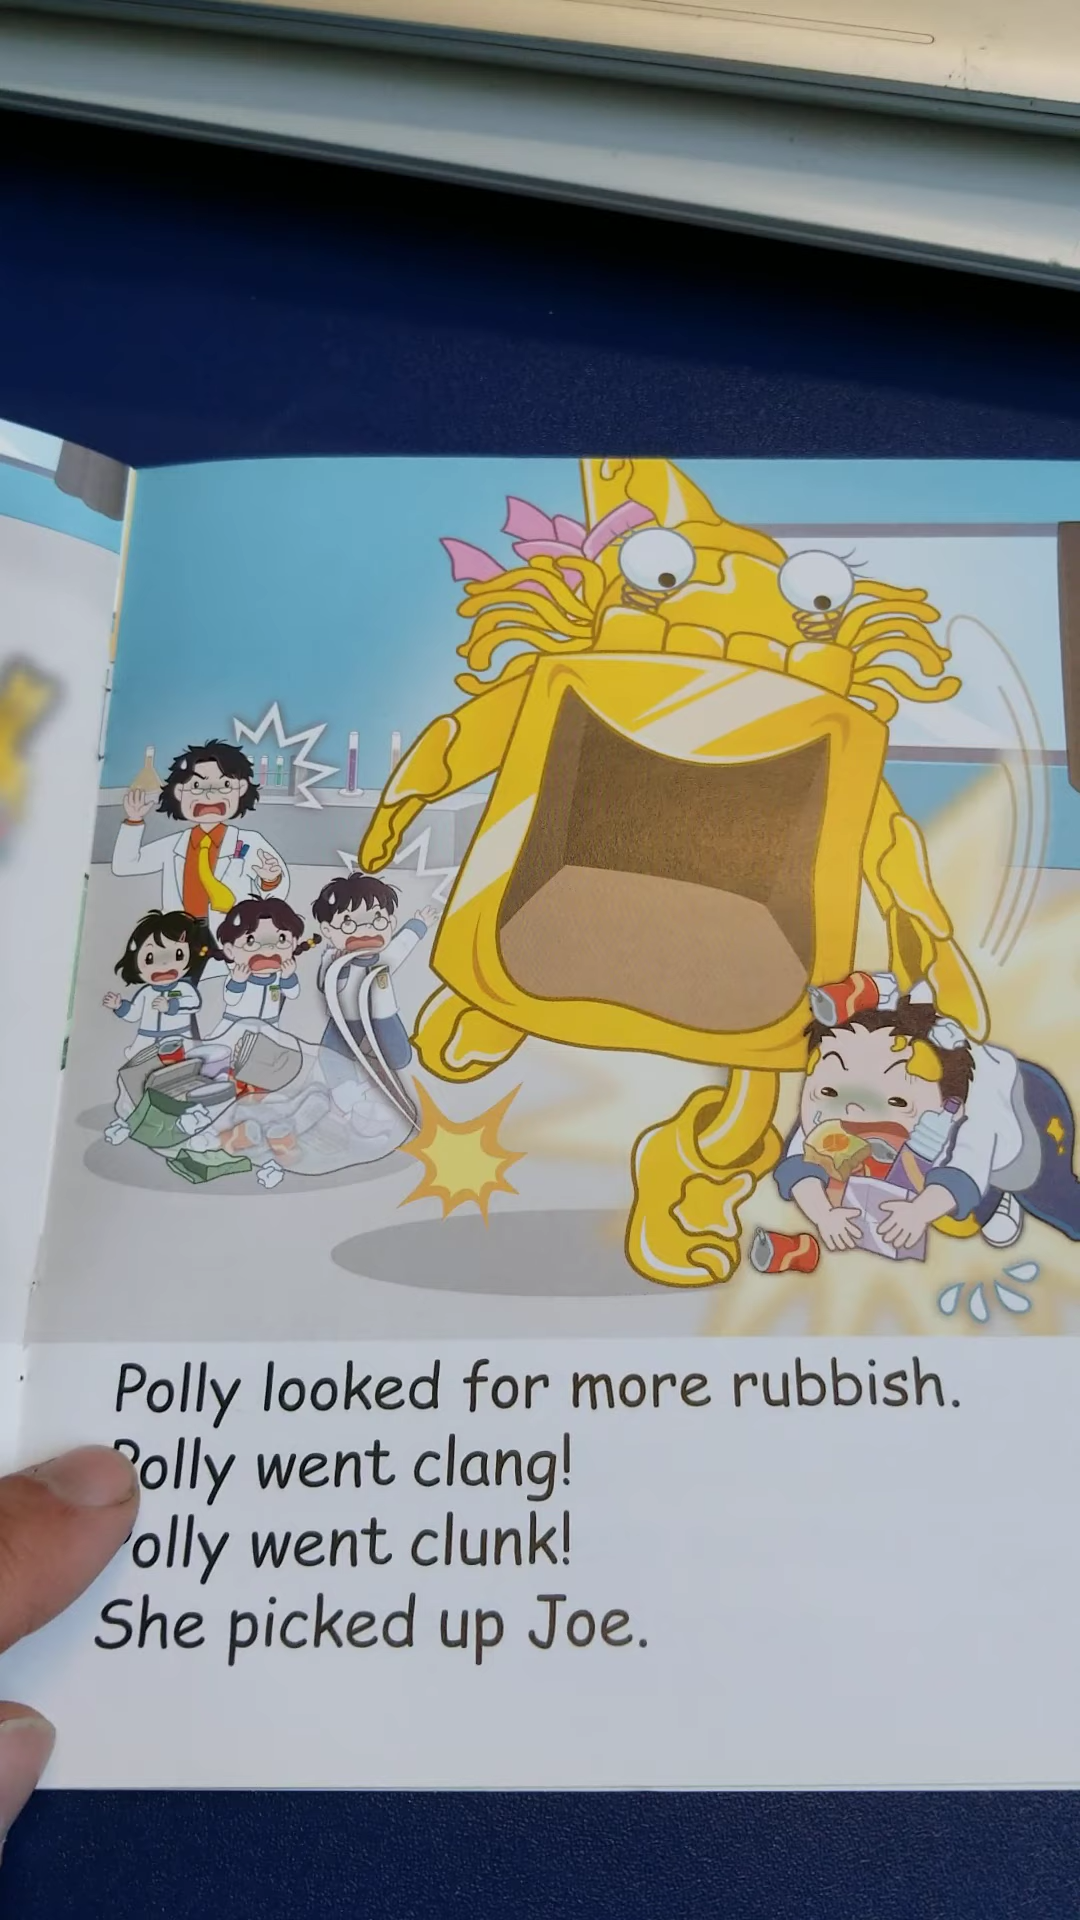 Polly looked for more rubbish.
Polly went clang!
Polly went clunk!
She picked up Joe.